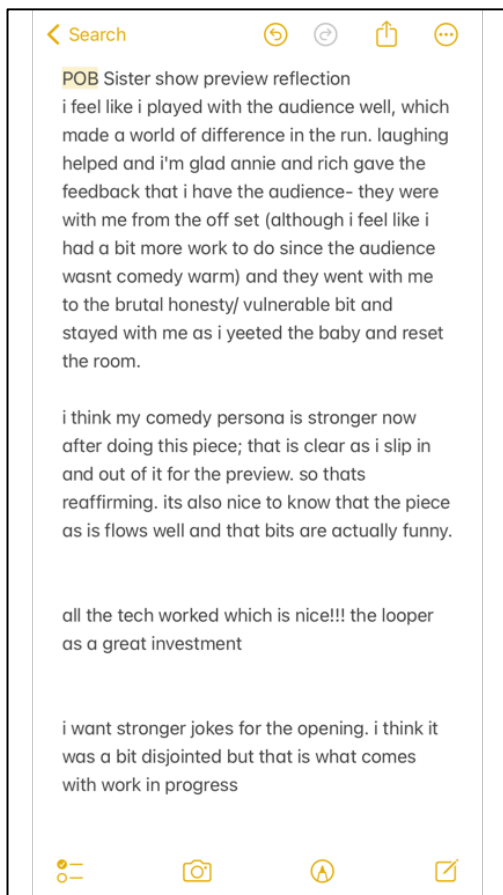 Search
POB Sister show preview reflection
i feel like i played with the audience well, which
made a world of difference in the run. laughing
helped and i'm glad annie and rich gave the
feedback that i have the audience- they were
with me from the off set (although i feel like i
had a bit more work to do since the audience
wasnt comedy warm) and they went with me
to the brutal honesty/ vulnerable bit and
stayed with me as i yeeted the baby and reset
the room.
i think my comedy persona is stronger now
after doing this piece; that is clear as i slip in
and out of it for the preview. so thats
reaffirming. its also nice to know that the piece
as is flows well and that bits are actually funny.
all the tech worked which is nice!!! the looper
as a great investment
i want stronger jokes for the opening. i think it
was a bit disjointed but that is what comes
with work in progress